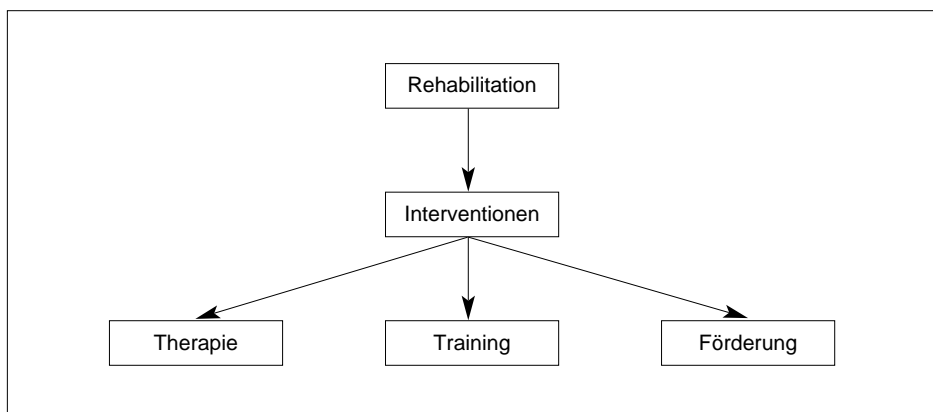 Rehabilitation
Interventionen
Therapie
Training
Förderung